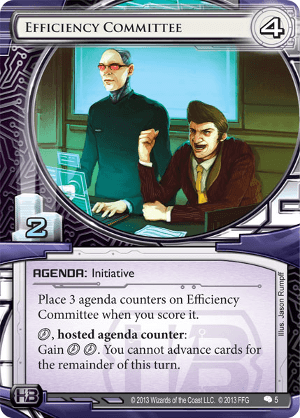 Efficiency Committee
4
2
AGENDA: Initiative
Place 3 agenda counters on Efficiency
Committee when you score it.
, hosted agenda counter:
Gain . You cannot advance cards for
the remainder of this turn.
Illus. Jason Rumpff
HB
© 2013 Wizards of the Coast LLC. © 2013 FFG
5